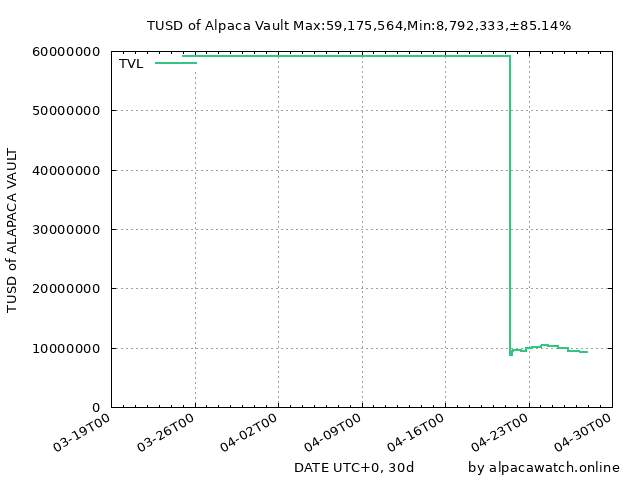 TUSD of Alpaca Vault Max:59,175,564,Min:8,792,333,±85.14%
TVL
60000000
50000000
40000000
30000000
20000000
10000000
0
TUSD of ALAPACA VAULT
03-19T00
03-26T00
04-02T00
04-09T00
04-16T00
04-23T00
04-30T00
DATE UTC+0, 30d
by alpacawatch.online